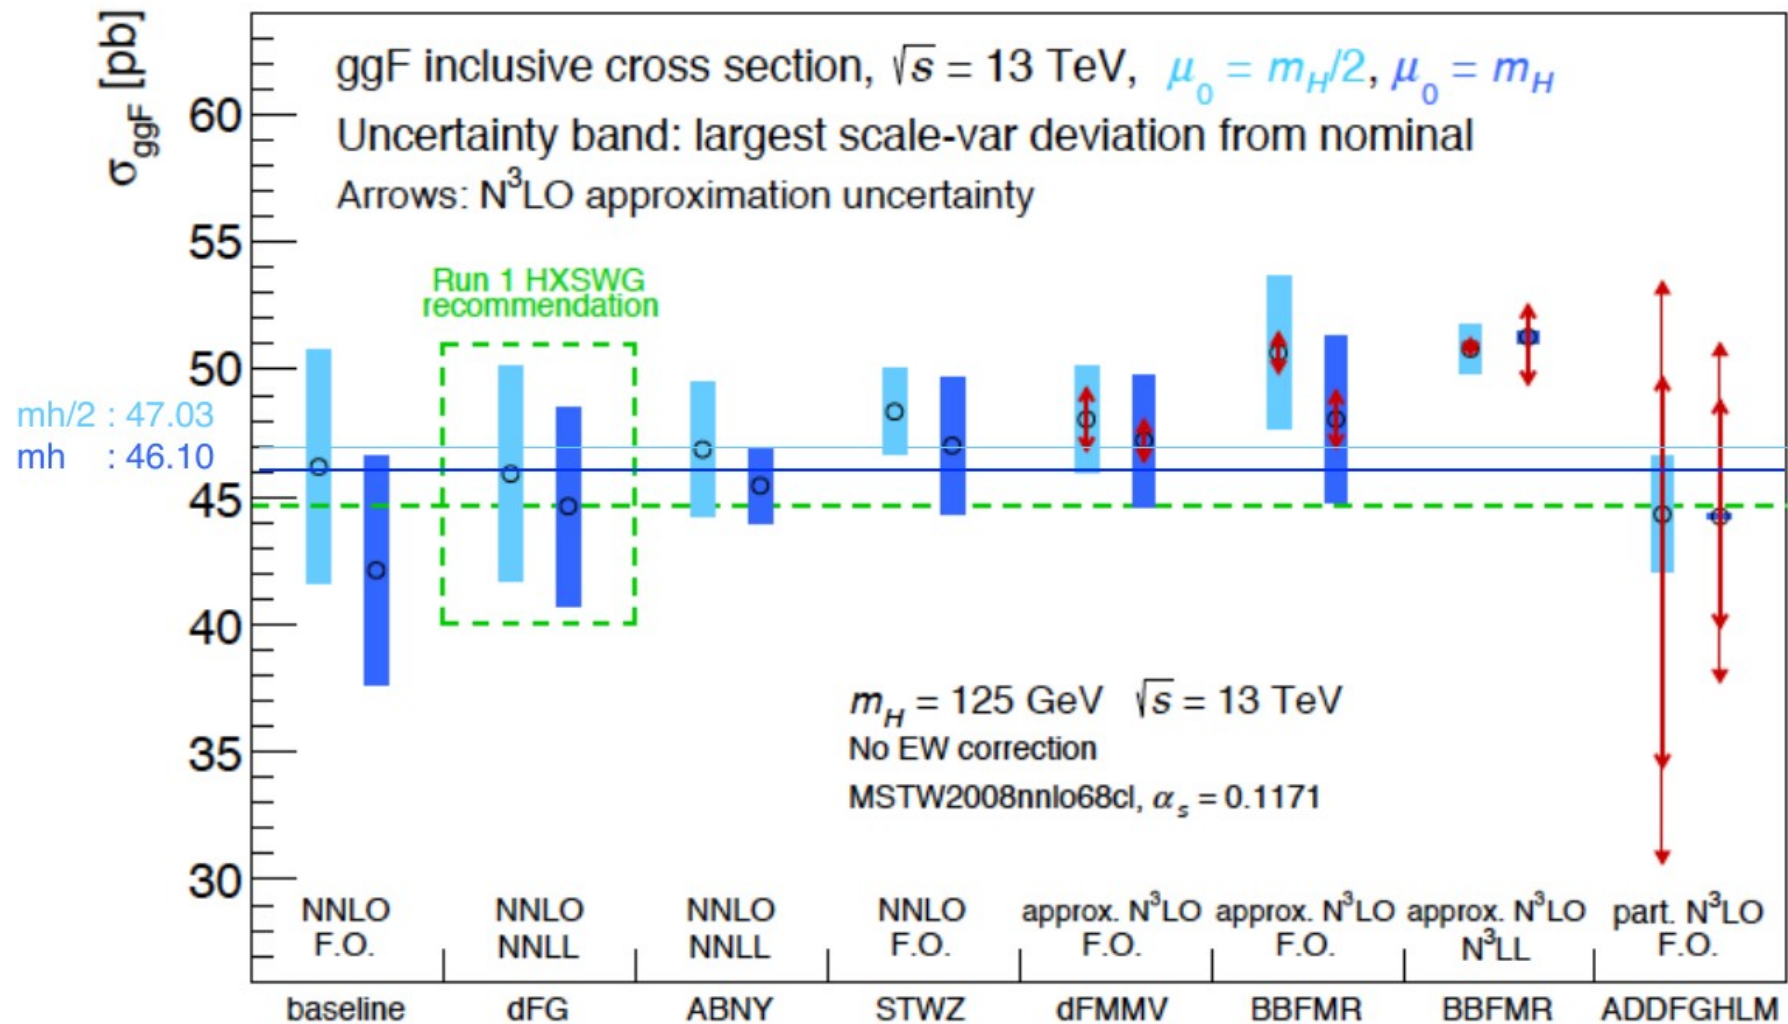 σggF [pb]
ggF inclusive cross section, √s = 13 TeV, μ0 = mH/2, μ0 = mH
Uncertainty band: largest scale-var deviation from nominal
Arrows: N³LO approximation uncertainty
60
55
50
45
40
35
30
Run 1 HXSWG
recommendation
mh/2 : 47.03
mh : 46.10
mH = 125 GeV √s = 13 TeV
No EW correction
MSTW2008nnlo68cl, αs = 0.1171
NNLO NNLO NNLO NNLO approx. N³LO approx. N³LO approx. N³LO part. N³LO
F.O. NNLL NNLL F.O. F.O. F.O. N³LL F.O.
baseline dFG ABNY STWZ dFMMV BBFMR BBFMR ADDFGHLM